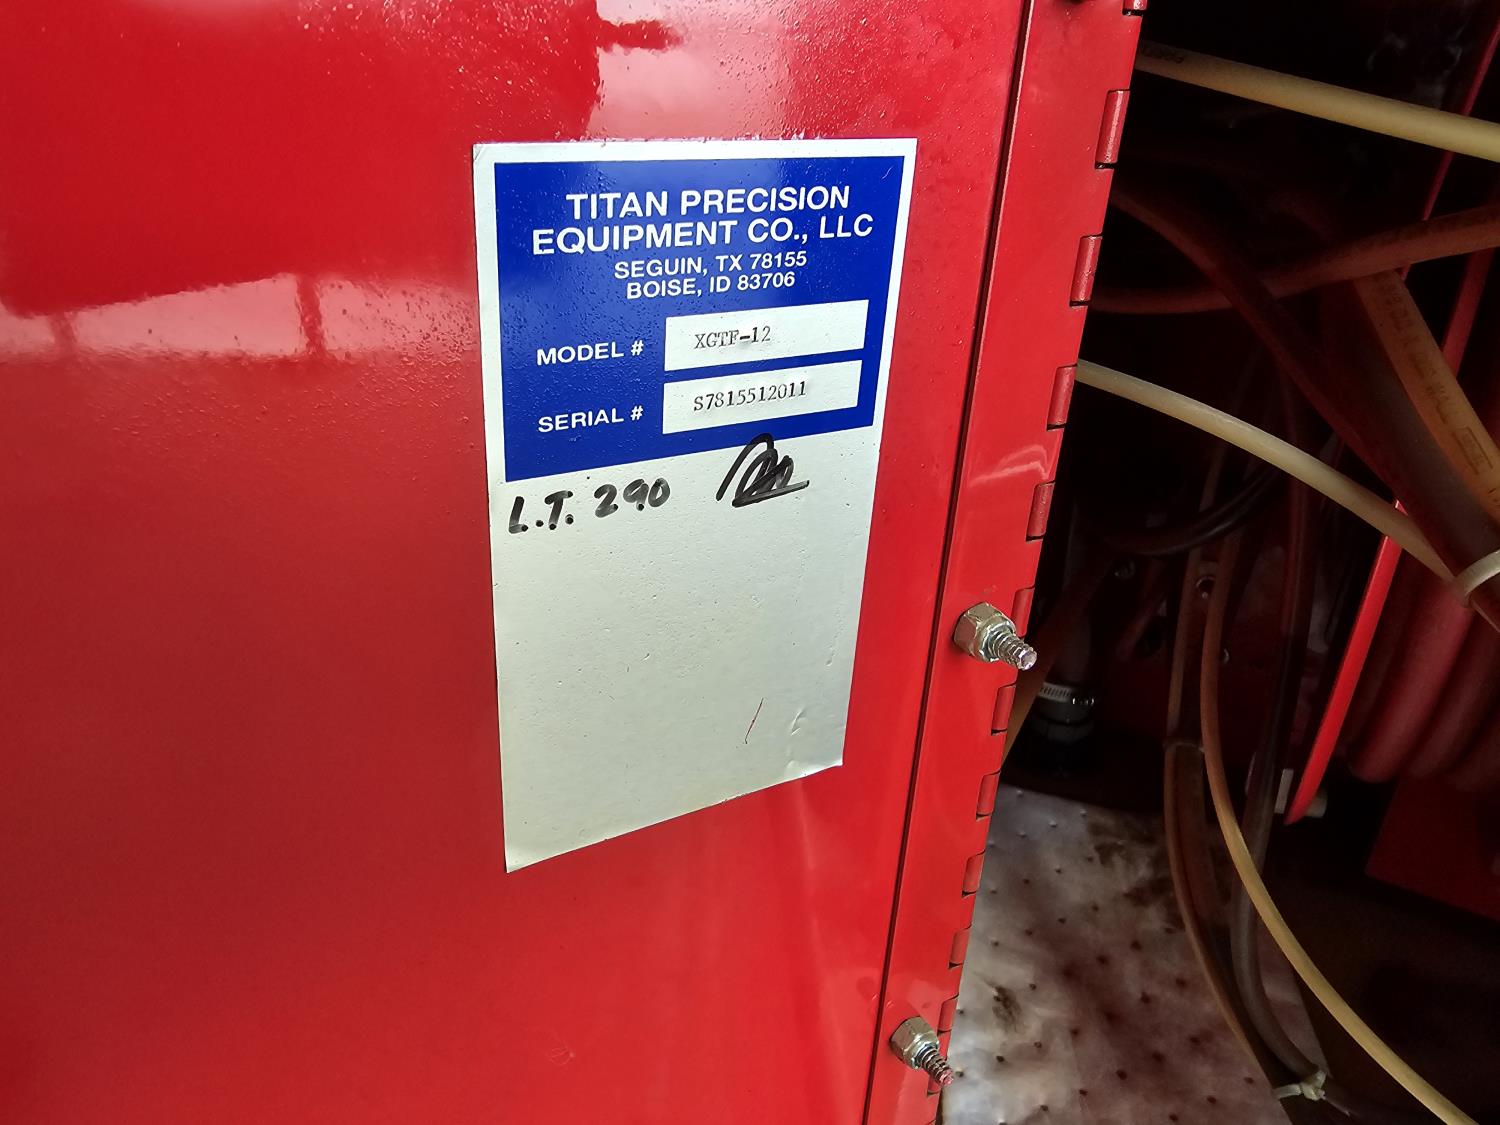 TITAN PRECISION
EQUIPMENT CO., LLC
SEGUIN, TX 78155
BOISE, ID 83706
MODEL # XGTF-12
SERIAL # S7815512011
L.T. 290